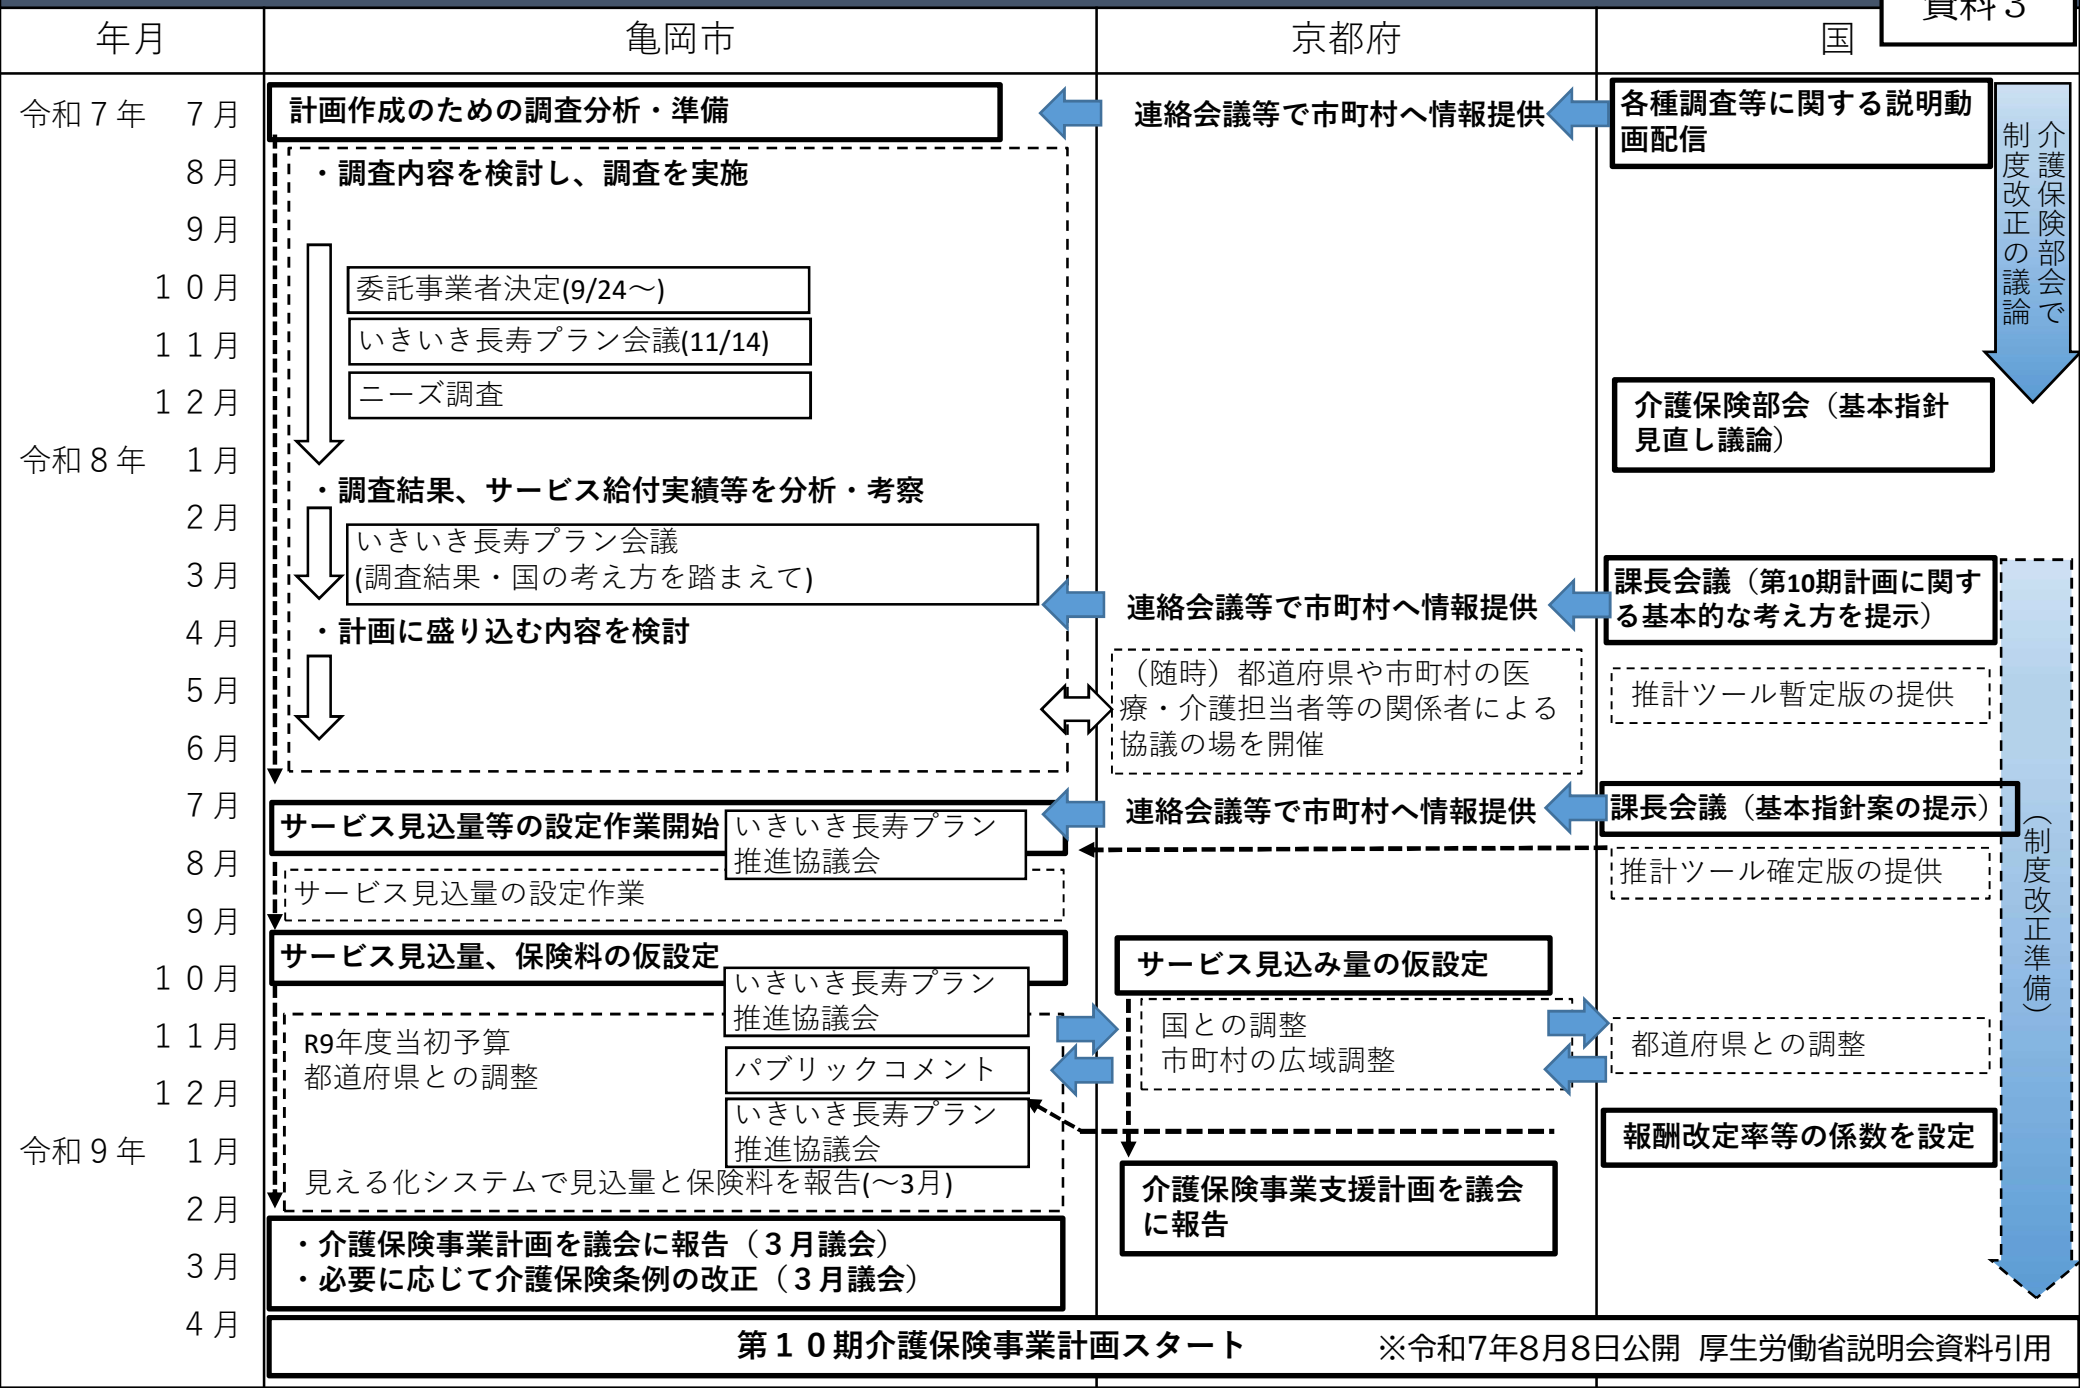 資料３
年月
亀岡市
京都府
国
令和７年　７月
８月
９月
１０月
１１月
１２月
令和８年　１月
２月
３月
４月
５月
６月
７月
８月
９月
１０月
１１月
１２月
令和９年　１月
２月
３月
４月
計画作成のための調査分析・準備
・調査内容を検討し、調査を実施
委託事業者決定(9/24～)
いきいき長寿プラン会議(11/14)
ニーズ調査
・調査結果、サービス給付実績等を分析・考察
いきいき長寿プラン会議
(調査結果・国の考え方を踏まえて)
・計画に盛り込む内容を検討
サービス見込量等の設定作業開始
いきいき長寿プラン
推進協議会
サービス見込量の設定作業
サービス見込量、保険料の仮設定
いきいき長寿プラン
推進協議会
R9年度当初予算
都道府県との調整
パブリックコメント
いきいき長寿プラン
推進協議会
見える化システムで見込量と保険料を報告(～3月)
・介護保険事業計画を議会に報告（３月議会）
・必要に応じて介護保険条例の改正（３月議会）
連絡会議等で市町村へ情報提供
連絡会議等で市町村へ情報提供
（随時）都道府県や市町村の医
療・介護担当者等の関係者による
協議の場を開催
連絡会議等で市町村へ情報提供
サービス見込み量の仮設定
国との調整
市町村の広域調整
介護保険事業支援計画を議会
に報告
各種調査等に関する説明動
画配信
介護保険部会で
制度改正の議論
介護保険部会（基本指針
見直し議論）
課長会議（第10期計画に関す
る基本的な考え方を提示）
推計ツール暫定版の提供
課長会議（基本指針案の提示）
推計ツール確定版の提供
（制度改正準備）
都道府県との調整
報酬改定率等の係数を設定
第１０期介護保険事業計画スタート
※令和7年8月8日公開 厚生労働省説明会資料引用